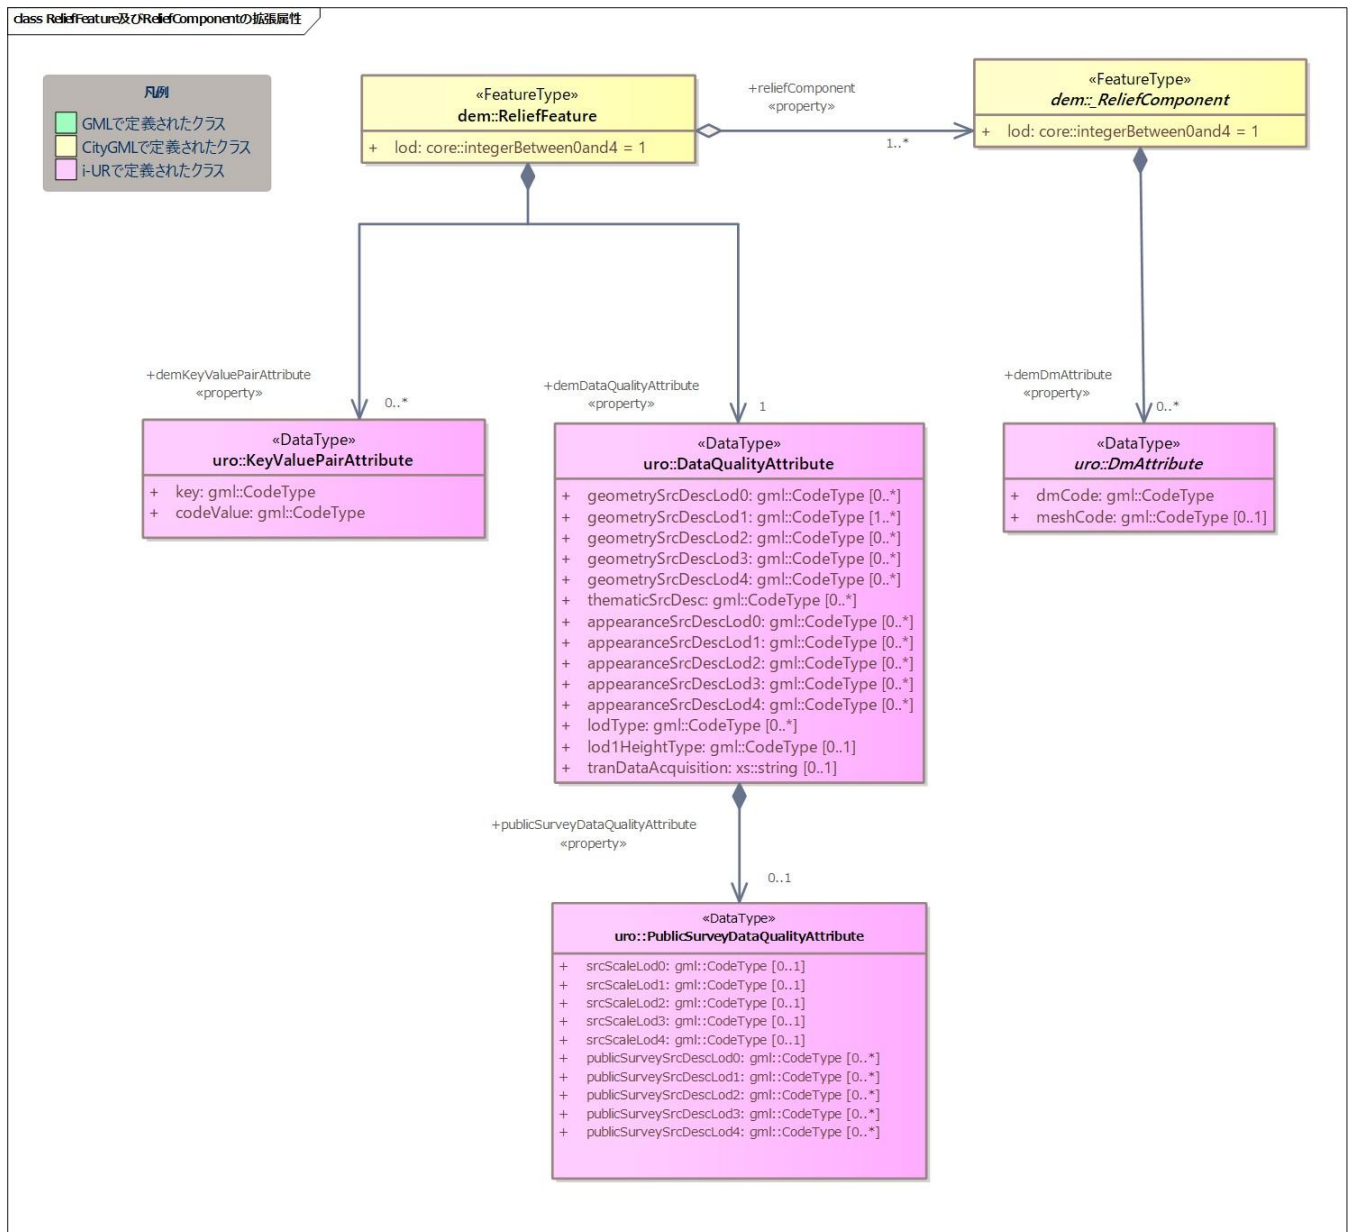 class ReliefFeature及びReliefComponentの拡張属性
凡例
GMLで定義されたクラス
CityGMLで定義されたクラス
i-URで定義されたクラス
«FeatureType»
dem::ReliefFeature
+ lod: core::integerBetween0and4 = 1
+reliefComponent
«property»
1..*
«FeatureType»
dem::_ReliefComponent
+ lod: core::integerBetween0and4 = 1
+demKeyValuePairAttribute
«property»
0..*
+demDataQualityAttribute
«property»
1
+demDmAttribute
«property»
0..*
«DataType»
uro::KeyValuePairAttribute
+ key: gml::CodeType
+ codeValue: gml::CodeType
«DataType»
uro::DataQualityAttribute
+ geometrySrcDescLod0: gml::CodeType [0..*]
+ geometrySrcDescLod1: gml::CodeType [1..*]
+ geometrySrcDescLod2: gml::CodeType [0..*]
+ geometrySrcDescLod3: gml::CodeType [0..*]
+ geometrySrcDescLod4: gml::CodeType [0..*]
+ thematicSrcDesc: gml::CodeType [0..*]
+ appearanceSrcDescLod0: gml::CodeType [0..*]
+ appearanceSrcDescLod1: gml::CodeType [0..*]
+ appearanceSrcDescLod2: gml::CodeType [0..*]
+ appearanceSrcDescLod3: gml::CodeType [0..*]
+ appearanceSrcDescLod4: gml::CodeType [0..*]
+ lodType: gml::CodeType [0..*]
+ lod1HeightType: gml::CodeType [0..1]
+ tranDataAcquisition: xs::string [0..1]
«DataType»
uro::DmAttribute
+ dmCode: gml::CodeType
+ meshCode: gml::CodeType [0..1]
+publicSurveyDataQualityAttribute
«property»
0..1
«DataType»
uro::PublicSurveyDataQualityAttribute
+ srcScaleLod0: gml::CodeType [0..1]
+ srcScaleLod1: gml::CodeType [0..1]
+ srcScaleLod2: gml::CodeType [0..1]
+ srcScaleLod3: gml::CodeType [0..1]
+ srcScaleLod4: gml::CodeType [0..1]
+ publicSurveySrcDescLod0: gml::CodeType [0..*]
+ publicSurveySrcDescLod1: gml::CodeType [0..*]
+ publicSurveySrcDescLod2: gml::CodeType [0..*]
+ publicSurveySrcDescLod3: gml::CodeType [0..*]
+ publicSurveySrcDescLod4: gml::CodeType [0..*]